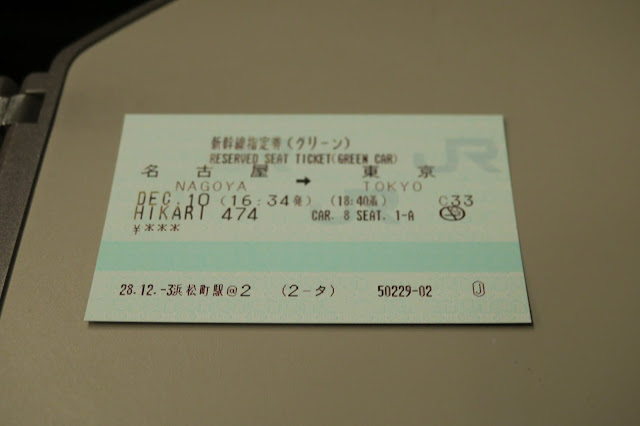 新幹線指定券(グリーン)
RESERVED SEAT TICKET(GREEN CAR)
名古屋 → 東京
NAGOYA TOKYO
DEC.10(16:34発) (18:40着) C33
HIKARI 474 CAR. 8 SEAT. 1-A
¥***
28.12.-3浜松町駅@2 (2-タ) 50229-02 Ⓙ
JR